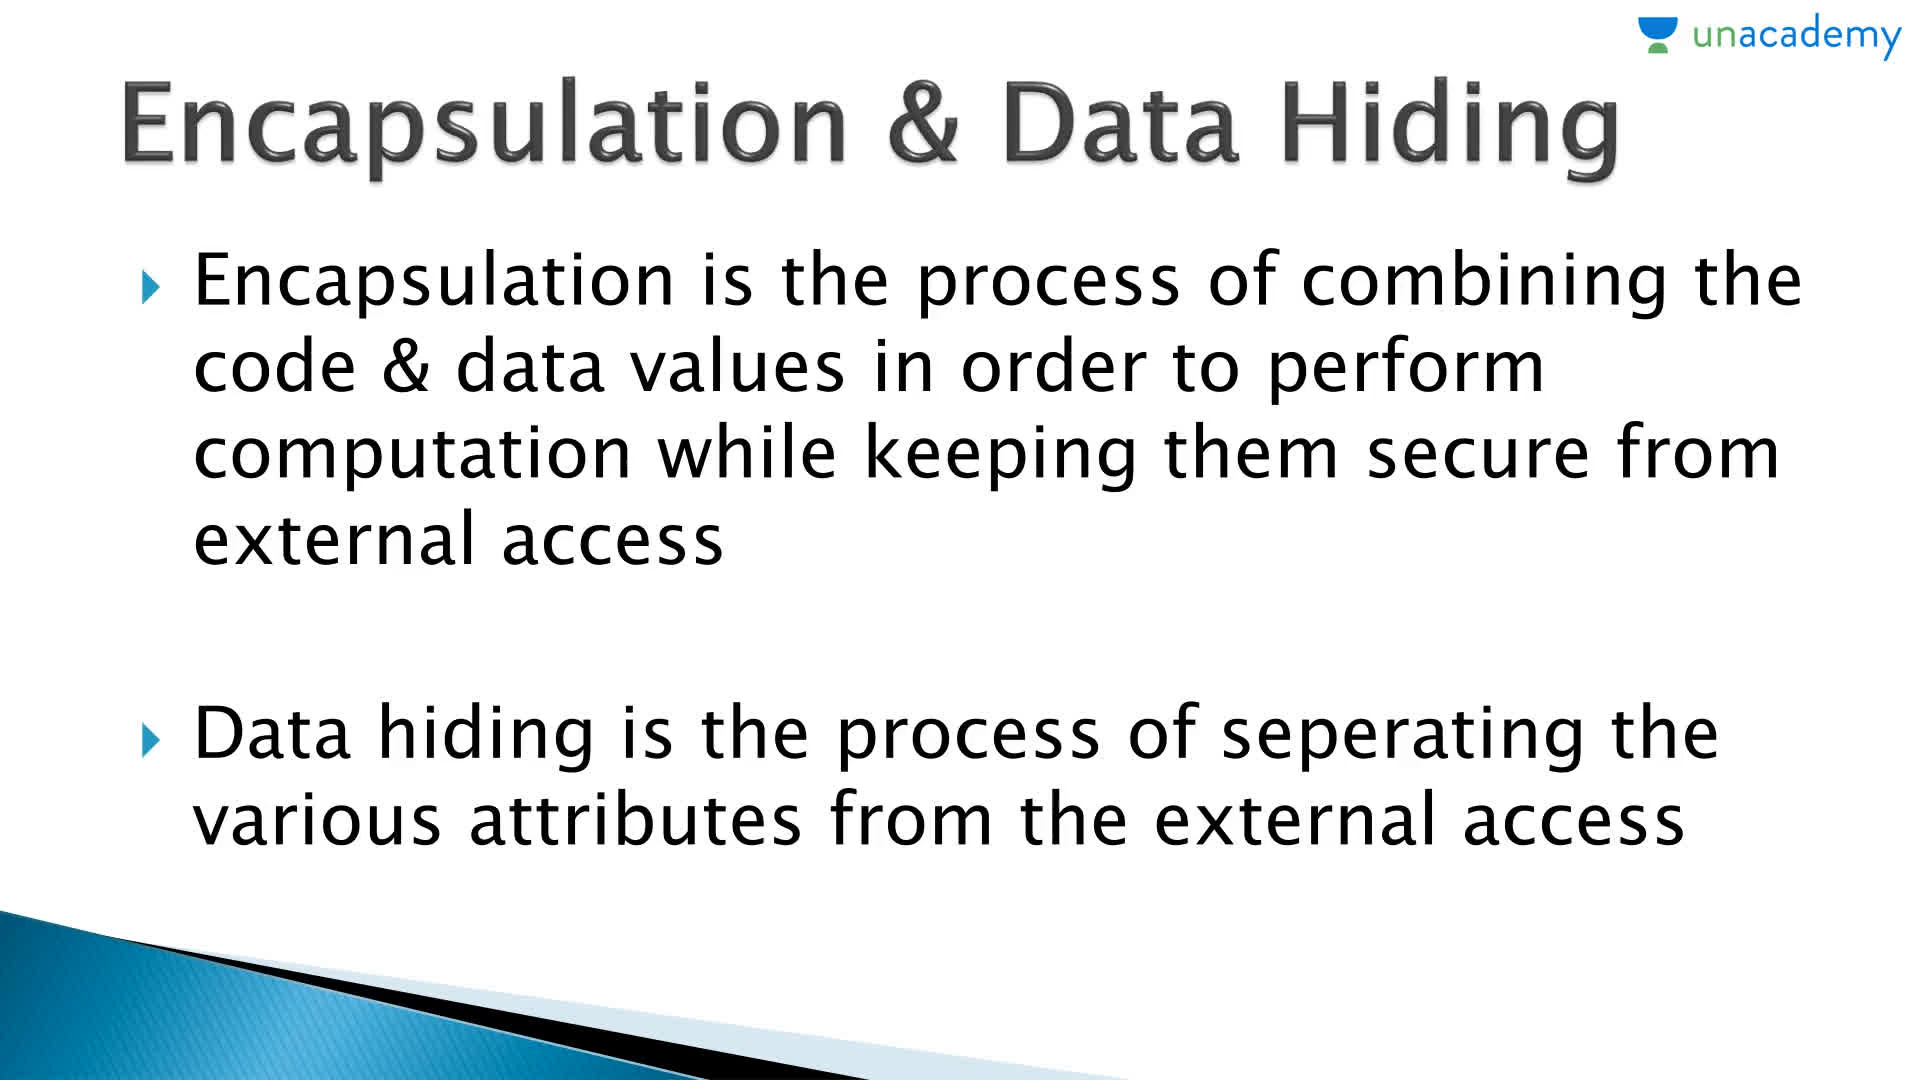 unacademy
Encapsulation & Data Hiding
Encapsulation is the process of combining the
code & data values in order to perform
computation while keeping them secure from
external access
Data hiding is the process of seperating the
various attributes from the external access